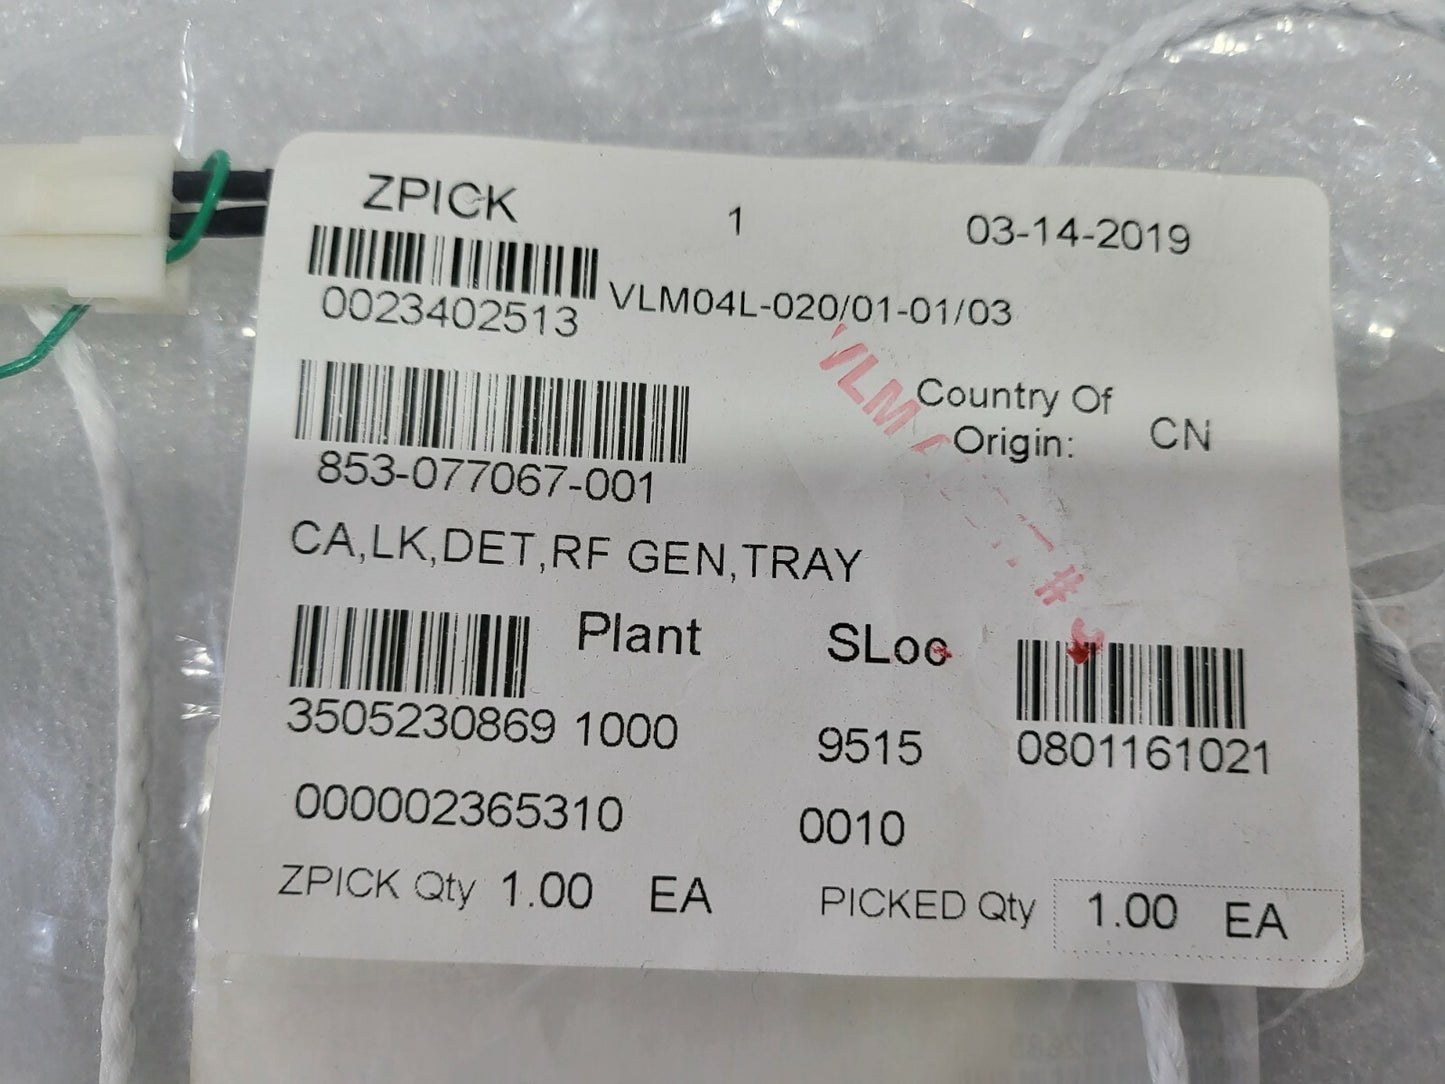 ZPICK 1 03-14-2019
0023402513 VLM04L-020/01-01/03
VLM
Country Of
Origin: CN
853-077067-001
CA,LK,DET,RF GEN,TRAY
#
Plant SLoc
3505230869 1000 9515 0801161021
000002365310 0010
ZPICK Qty 1.00 EA PICKED Qty 1.00 EA